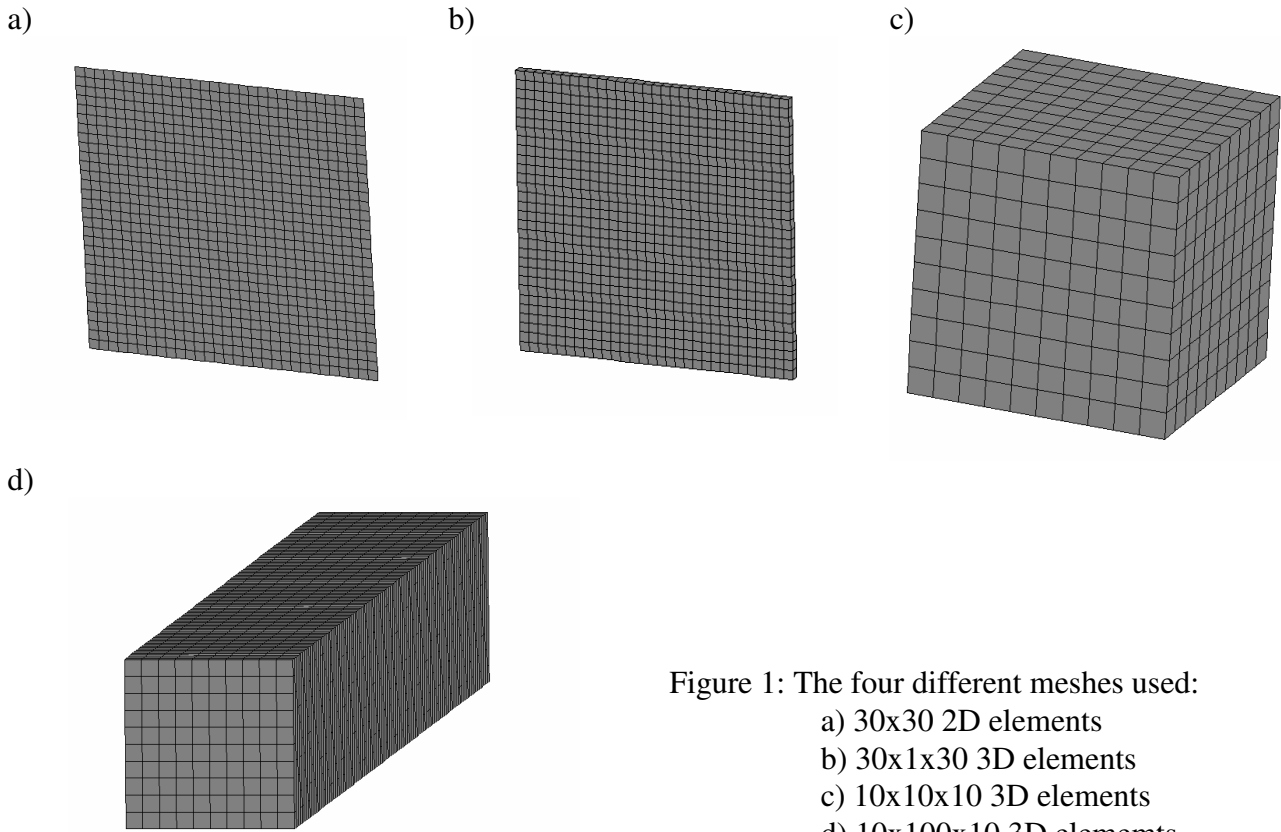 a)
b)
c)
d)
Figure 1: The four different meshes used:
a) 30x30 2D elements
b) 30x1x30 3D elements
c) 10x10x10 3D elements
d) 10x100x10 3D elememts